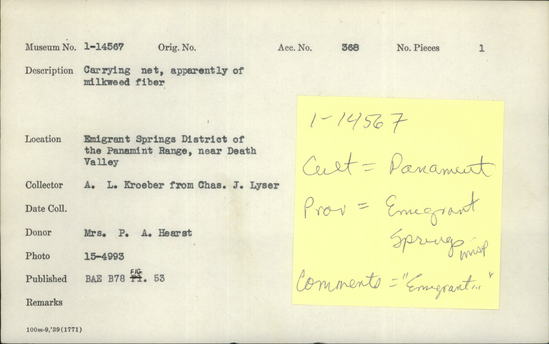 Museum No. 1-14567 Orig. No. Acc. No. 368 No. Pieces 1
Description Carrying net, apparently of
milkweed fiber
Location Emigrant Springs District of
the Panamint Range, near Death
Valley
Collector A. L. Kroeber from Chas. J. Lyser
Date Coll.
Donor Mrs. P. A. Hearst
Photo 15-4993
FIG
Published BAE B78 Pl. 53
Remarks
100m-9,'39(1771)
1-14567
Cult = Panament
Prov = Emigrant
Springs
misp
Comments = "Emigrant..."